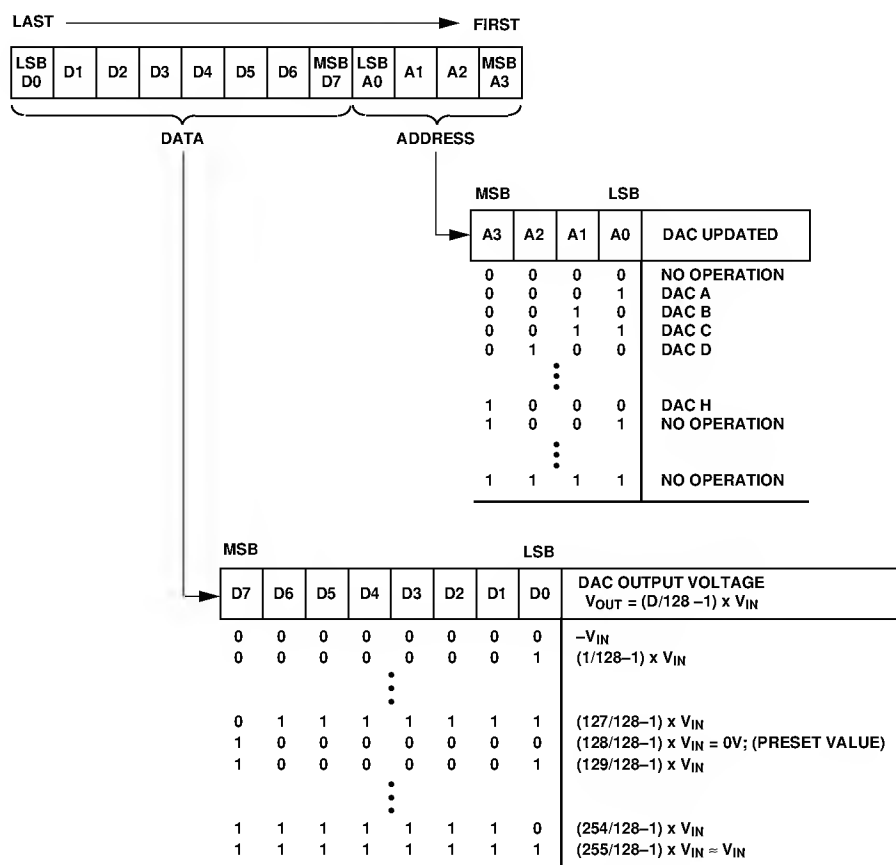 LAST FIRST
LSB D0 D1 D2 D3 D4 D5 D6 MSB D7 LSB A0 A1 A2 MSB A3
DATA ADDRESS
MSB LSB
A3 A2 A1 A0 DAC UPDATED
0 0 0 0 NO OPERATION
0 0 0 1 DAC A
0 0 1 0 DAC B
0 0 1 1 DAC C
0 1 0 0 DAC D
1 0 0 0 DAC H
1 0 0 1 NO OPERATION
1 1 1 1 NO OPERATION
MSB LSB
D7 D6 D5 D4 D3 D2 D1 D0 DAC OUTPUT VOLTAGE
VOUT = (D/128 –1) x VIN
0 0 0 0 0 0 0 0 –VIN
0 0 0 0 0 0 0 1 (1/128–1) x VIN
0 1 1 1 1 1 1 1 (127/128–1) x VIN
1 0 0 0 0 0 0 0 (128/128–1) x VIN = 0V; (PRESET VALUE)
1 0 0 0 0 0 0 1 (129/128–1) x VIN
1 1 1 1 1 1 1 0 (254/128–1) x VIN
1 1 1 1 1 1 1 1 (255/128–1) x VIN ≈ VIN